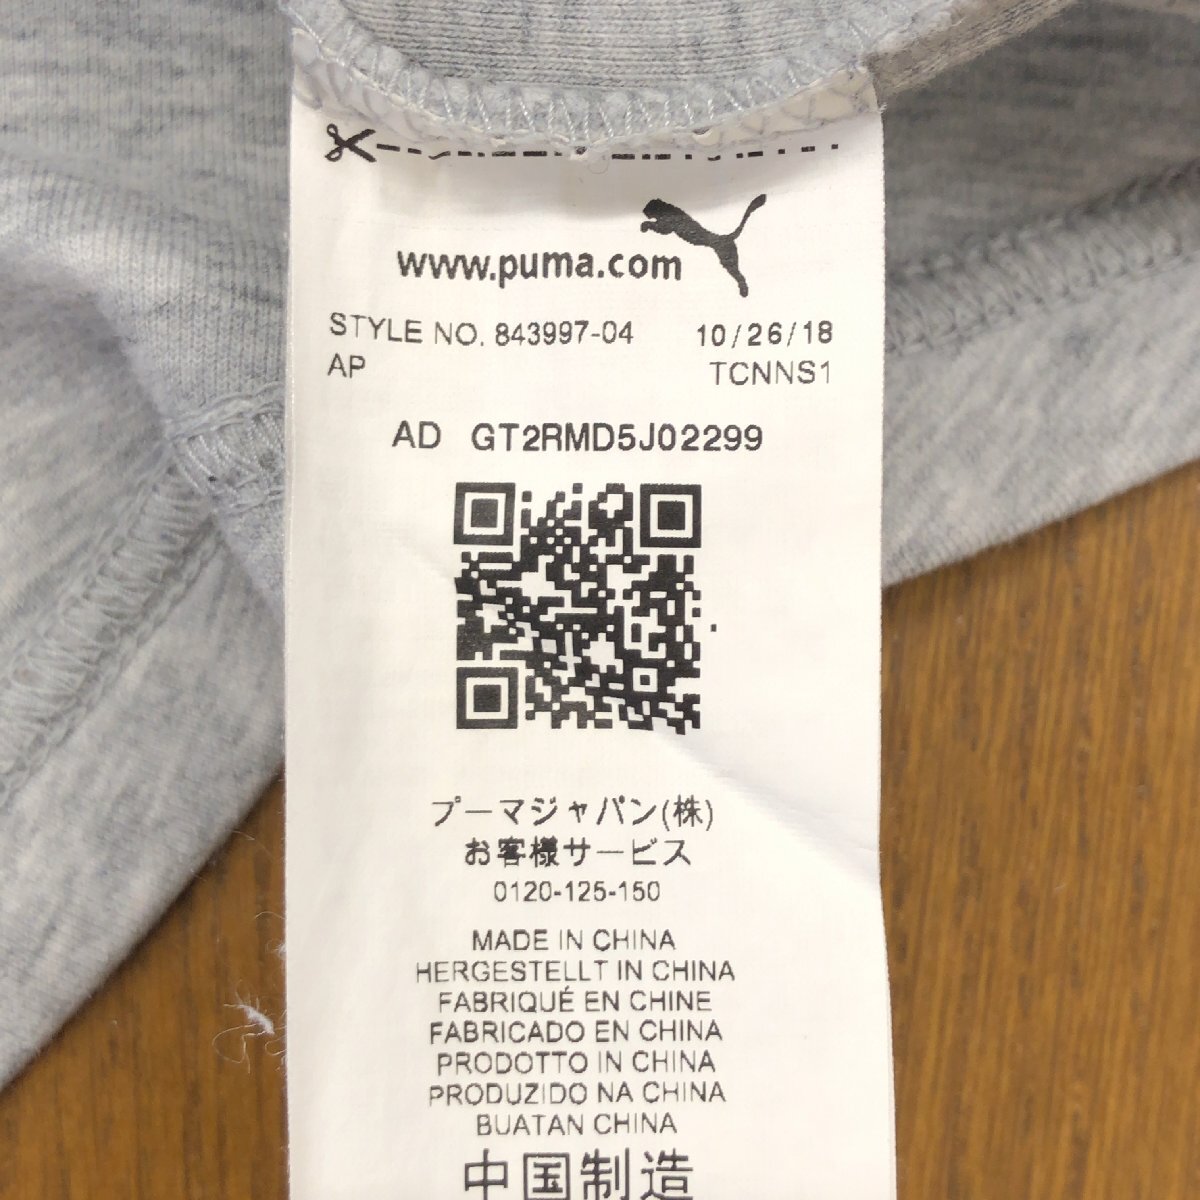 www.puma.com
STYLE NO. 843997-04 10/26/18
AP TCNNS1
AD GT2RMD5J02299
プーマジャパン(株)
お客様サービス
0120-125-150
MADE IN CHINA
HERGESTELLT IN CHINA
FABRIQUÉ EN CHINE
FABRICADO EN CHINA
PRODOTTO IN CHINA
PRODUZIDO NA CHINA
BUATAN CHINA
中国制造